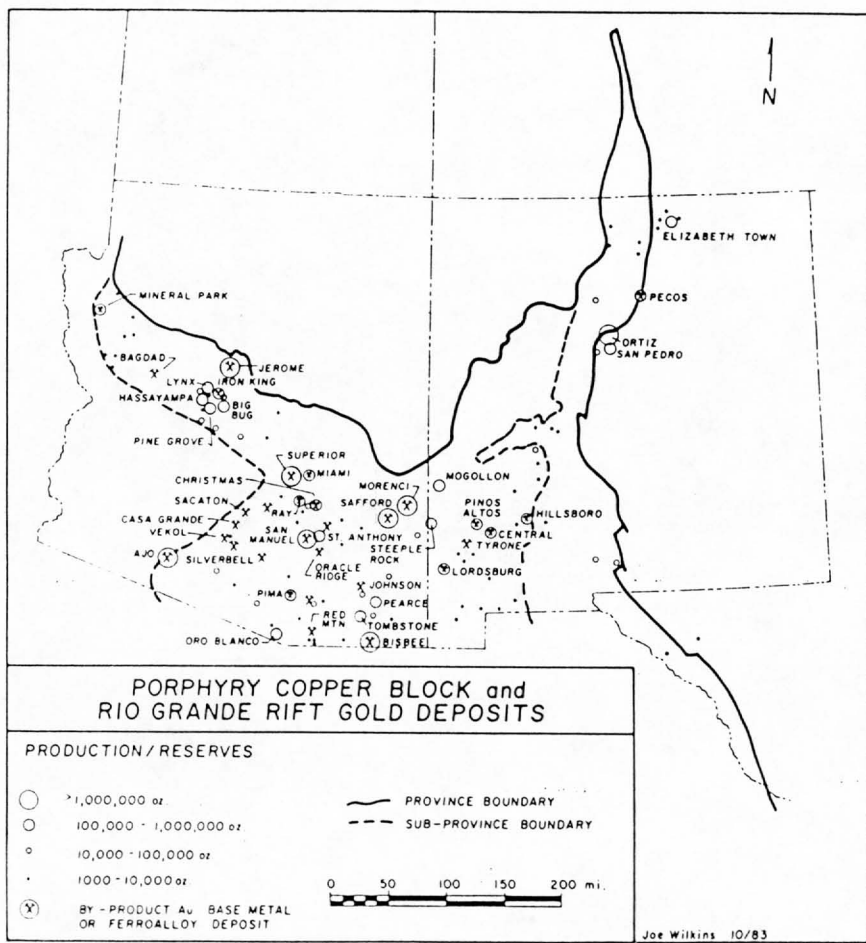 N
ELIZABETH TOWN
MINERAL PARK
PECOS
ORTIZ
SAN PEDRO
BAGDAD
JEROME
LYNX
IRON KING
HASSAYAMPA
BIG
BUG
PINE GROVE
SUPERIOR
MIAMI
CHRISTMAS
MORENCI
MOGOLLON
SACATON
RAY
SAFFORD
PINOS
ALTOS
HILLSBORO
CASA GRANDE
SAN
MANUEL
ST. ANTHONY
CENTRAL
VEKOL
STEEPLE
ROCK
TYRONE
AJO
SILVERBELL
ORACLE
RIDGE
LORDSBURG
JOHNSON
PIMA
PEARCE
RED
MTN.
TOMBSTONE
ORO BLANCO
BISBEE
PORPHYRY COPPER BLOCK and
RIO GRANDE RIFT GOLD DEPOSITS
PRODUCTION/RESERVES
>1,000,000 oz.
100,000 - 1,000,000 oz
10,000 - 100,000 oz
1000 - 10,000 oz
BY-PRODUCT Au BASE METAL
OR FERROALLOY DEPOSIT
PROVINCE BOUNDARY
SUB-PROVINCE BOUNDARY
0 50 100 150 200 mi.
Joe Wilkins 10/83